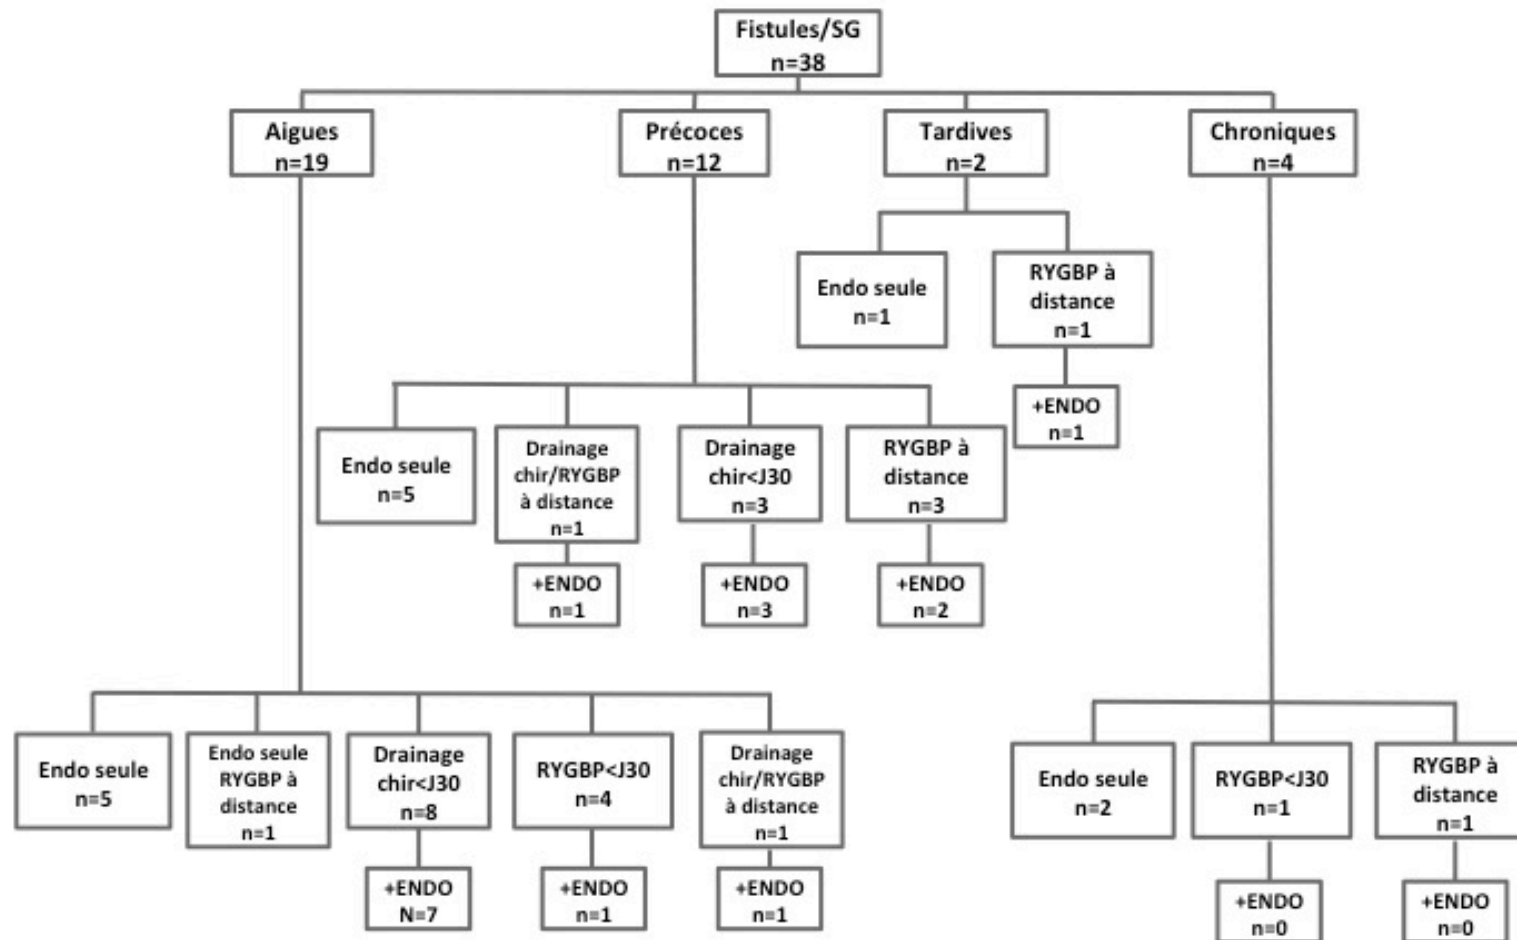 Fistules/SG
n=38
Aigues
n=19
Précoces
n=12
Tardives
n=2
Chroniques
n=4
Endo seule
n=1
RYGBP à
distance
n=1
+ENDO
n=1
Endo seule
n=5
Drainage
chir/RYGBP
à distance
n=1
Drainage
chir<J30
n=3
RYGBP à
distance
n=3
+ENDO
n=1
+ENDO
n=3
+ENDO
n=2
Endo seule
n=5
Endo seule
RYGBP à
distance
n=1
Drainage
chir<J30
n=8
RYGBP<J30
n=4
Drainage
chir/RYGBP
à distance
n=1
+ENDO
N=7
+ENDO
n=1
+ENDO
n=1
Endo seule
n=2
RYGBP<J30
n=1
RYGBP à
distance
n=1
+ENDO
n=0
+ENDO
n=0